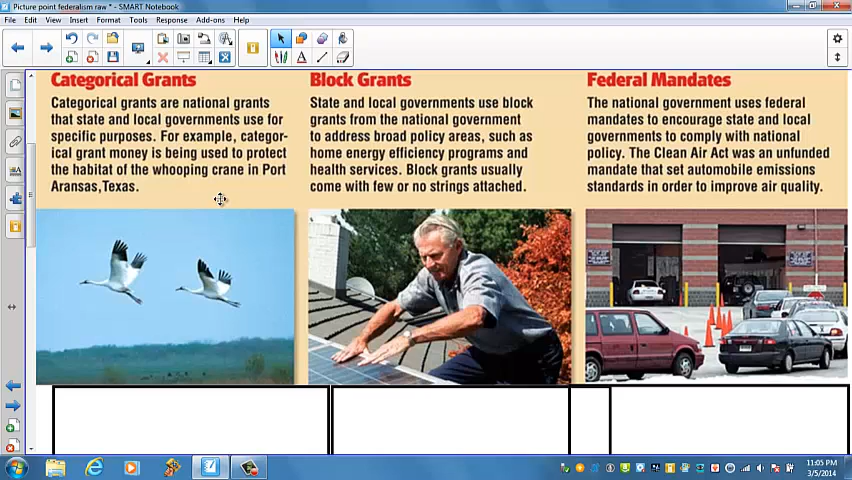 Picture point federalism raw * - SMART Notebook
File Edit View Insert Format Tools Response Add-ons Help
Categorical Grants
Categorical grants are national grants
that state and local governments use for
specific purposes. For example, categor-
ical grant money is being used to protect
the habitat of the whooping crane in Port
Aransas,Texas.
Block Grants
State and local governments use block
grants from the national government
to address broad policy areas, such as
home energy efficiency programs and
health services. Block grants usually
come with few or no strings attached.
Federal Mandates
The national government uses federal
mandates to encourage state and local
governments to comply with national
policy. The Clean Air Act was an unfunded
mandate that set automobile emissions
standards in order to improve air quality.
11:05 PM
3/5/2014